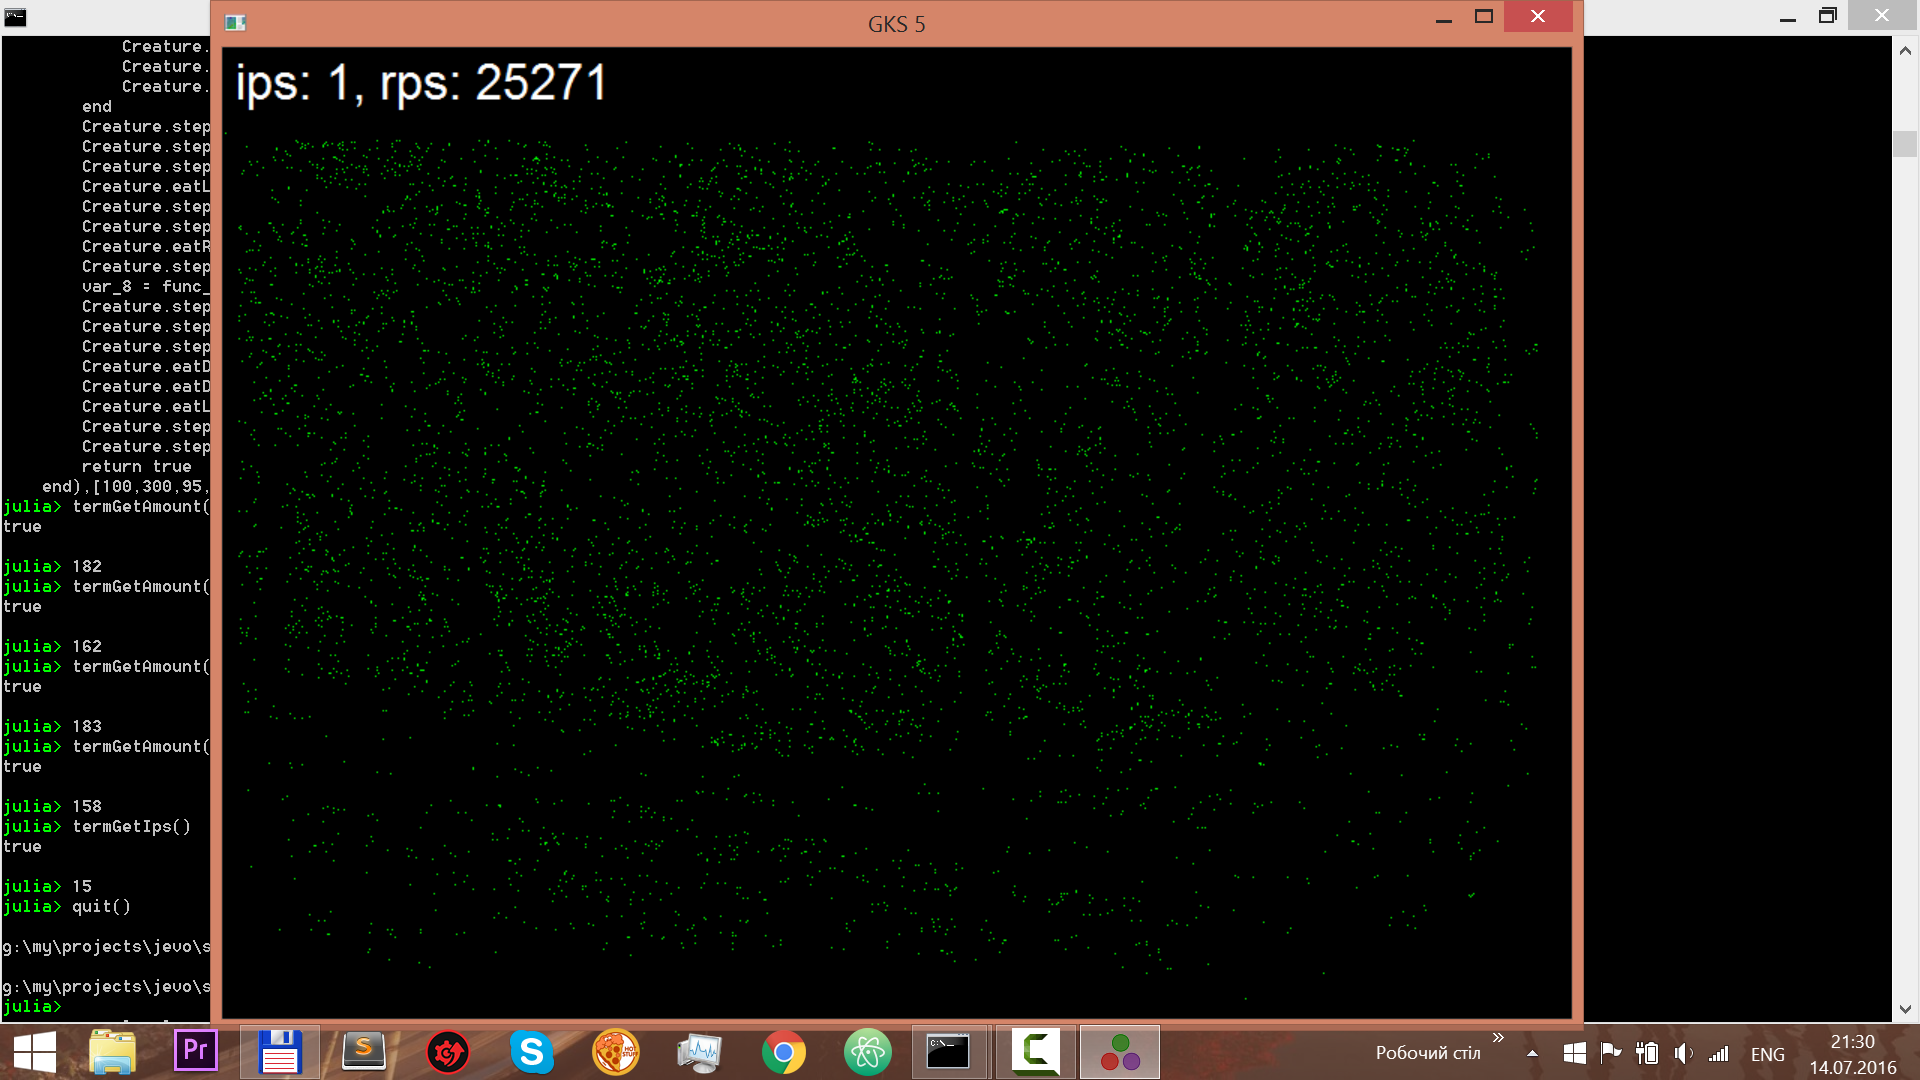 GKS 5
ips: 1, rps: 25271
Creature.
Creature.
Creature.
end
Creature.step
Creature.step
Creature.step
Creature.eatL
Creature.step
Creature.step
Creature.eatR
Creature.step
var_8 = func_
Creature.step
Creature.step
Creature.step
Creature.eatD
Creature.eatD
Creature.eatL
Creature.step
Creature.step
return true
end),[100,300,95,
julia> termGetAmount(
true
julia> 182
julia> termGetAmount(
true
julia> 162
julia> termGetAmount(
true
julia> 183
julia> termGetAmount(
true
julia> 158
julia> termGetIps()
true
julia> 15
julia> quit()
g:\my\projects\jevo\s
g:\my\projects\jevo\s
julia>
Pr
S
S
HOT STUFF
C:\_
C
Робочий стіл
»
ENG
21:30
14.07.2016